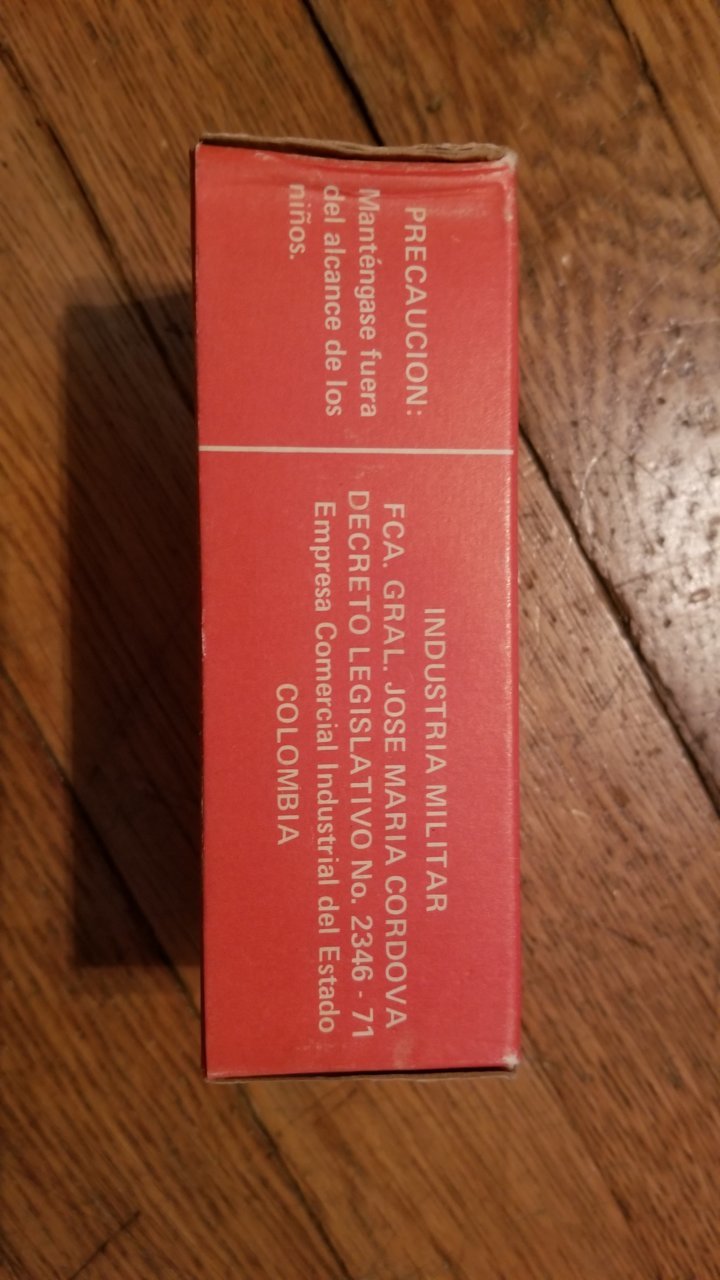 PRECAUCION:
Manténgase fuera
del alcance de los
niños.
INDUSTRIA MILITAR
FCA. GRAL. JOSE MARIA CORDOVA
DECRETO LEGISLATIVO No. 2346 - 71
Empresa Comercial Industrial del Estado
COLOMBIA